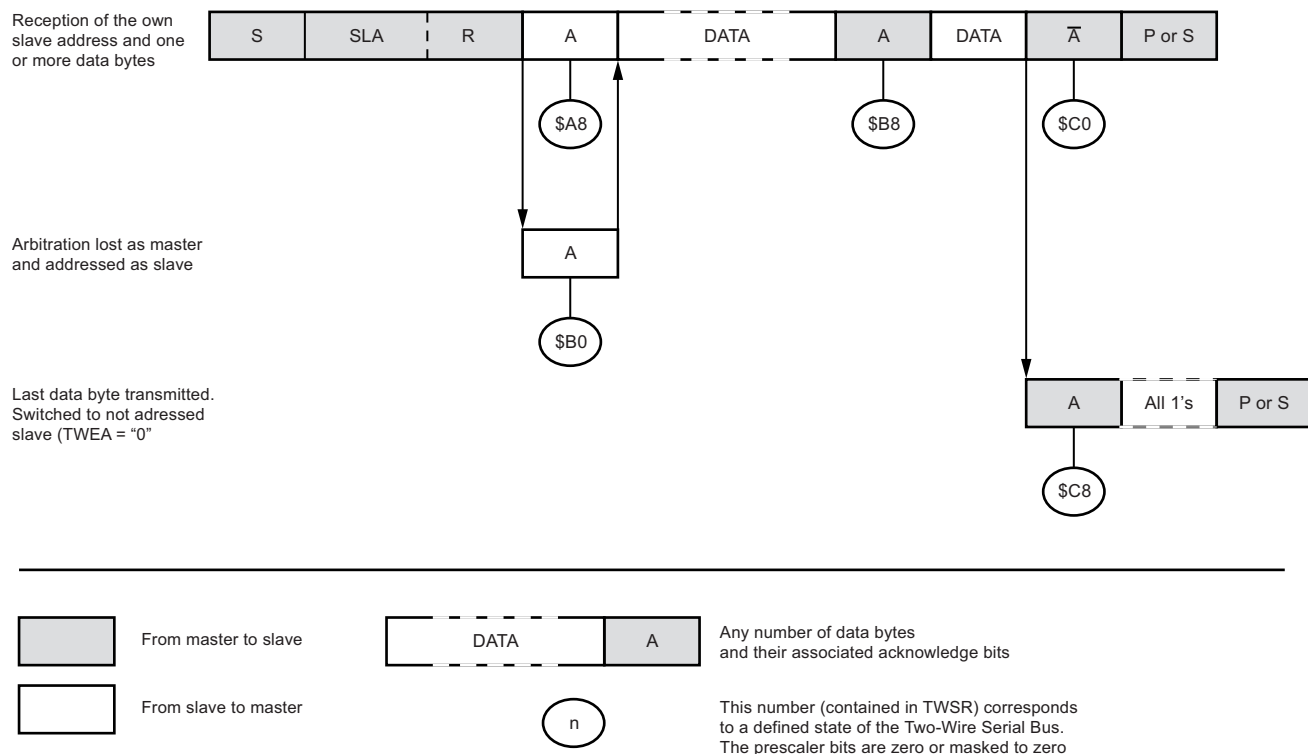 Reception of the own
slave address and one
or more data bytes
S SLA R A DATA A DATA A̅ P or S
$A8 $B8 $C0
Arbitration lost as master
and addressed as slave
A
$B0
Last data byte transmitted.
Switched to not adressed
slave (TWEA = “0”
A All 1's P or S
$C8
From master to slave
DATA A
Any number of data bytes
and their associated acknowledge bits
From slave to master
n
This number (contained in TWSR) corresponds
to a defined state of the Two-Wire Serial Bus.
The prescaler bits are zero or masked to zero